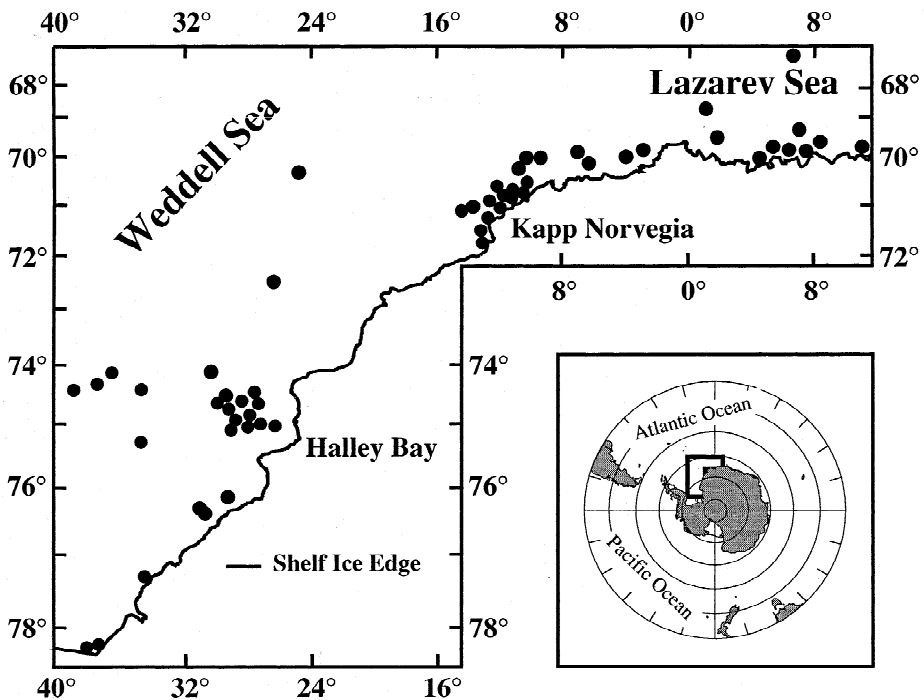 40° 32° 24° 16° 8° 0° 8°
68° Lazarev Sea 68°
Weddell Sea
70° 70°
Kapp Norvegia
72° 72°
8° 0° 8°
74° 74°
Atlantic Ocean
Halley Bay
76° 76°
Shelf Ice Edge
Pacific Ocean
78° 78°
40° 32° 24° 16°